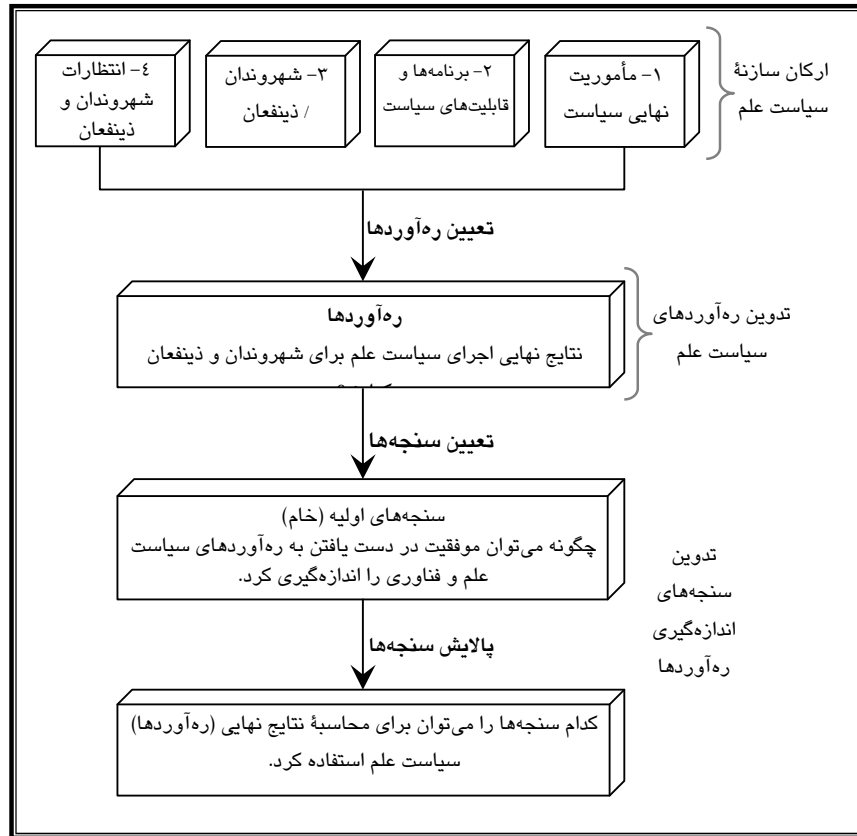 ۱- مأموریت
نهایی سیاست
۲- برنامه‌ها و
قابلیت‌های سیاست
۳- شهروندان
/ ذینفعان
٤- انتظارات
شهروندان و
ذینفعان
ارکان سازنهٔ
سیاست علم
تعیین ره‌آوردها
ره‌آوردها
نتایج نهایی اجرای سیاست علم برای شهروندان و ذینفعان
تدوین ره‌آوردهای
سیاست علم
تعیین سنجه‌ها
سنجه‌های اولیه (خام)
چگونه می‌توان موفقیت در دست یافتن به ره‌آوردهای سیاست
علم و فناوری را اندازه‌گیری کرد.
تدوین
سنجه‌های
اندازه‌گیری
ره‌آوردها
پالایش سنجه‌ها
کدام سنجه‌ها را می‌توان برای محاسبهٔ نتایج نهایی (ره‌آوردها)
سیاست علم استفاده کرد.